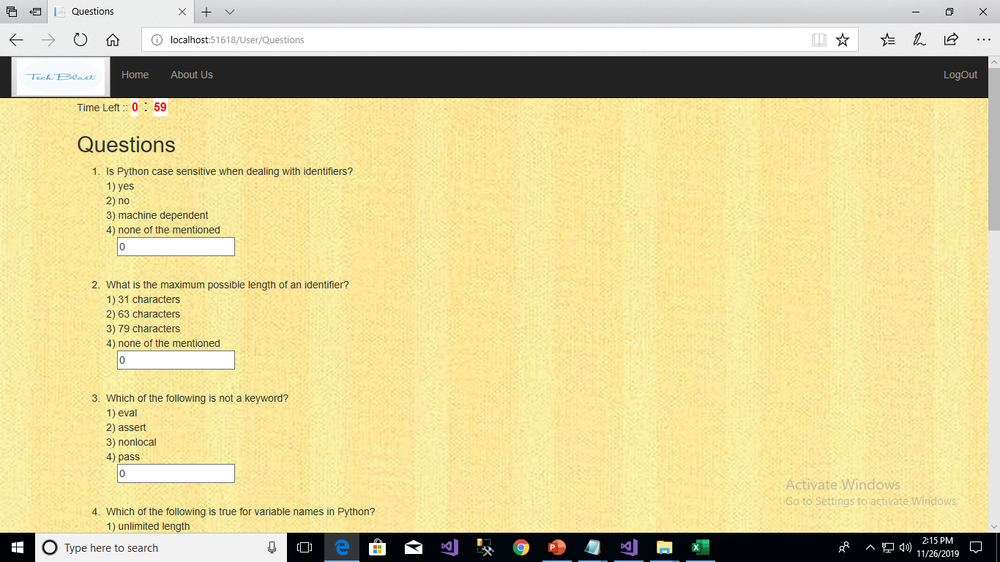 Questions
localhost:51618/User/Questions
Tech Blast
Home
About Us
LogOut
Time Left :: 0 : 59
Questions
1. Is Python case sensitive when dealing with identifiers?
1) yes
2) no
3) machine dependent
4) none of the mentioned
0
2. What is the maximum possible length of an identifier?
1) 31 characters
2) 63 characters
3) 79 characters
4) none of the mentioned
0
3. Which of the following is not a keyword?
1) eval
2) assert
3) nonlocal
4) pass
0
4. Which of the following is true for variable names in Python?
1) unlimited length
Activate Windows
Go to Settings to activate Windows.
Type here to search
2:15 PM
11/26/2019